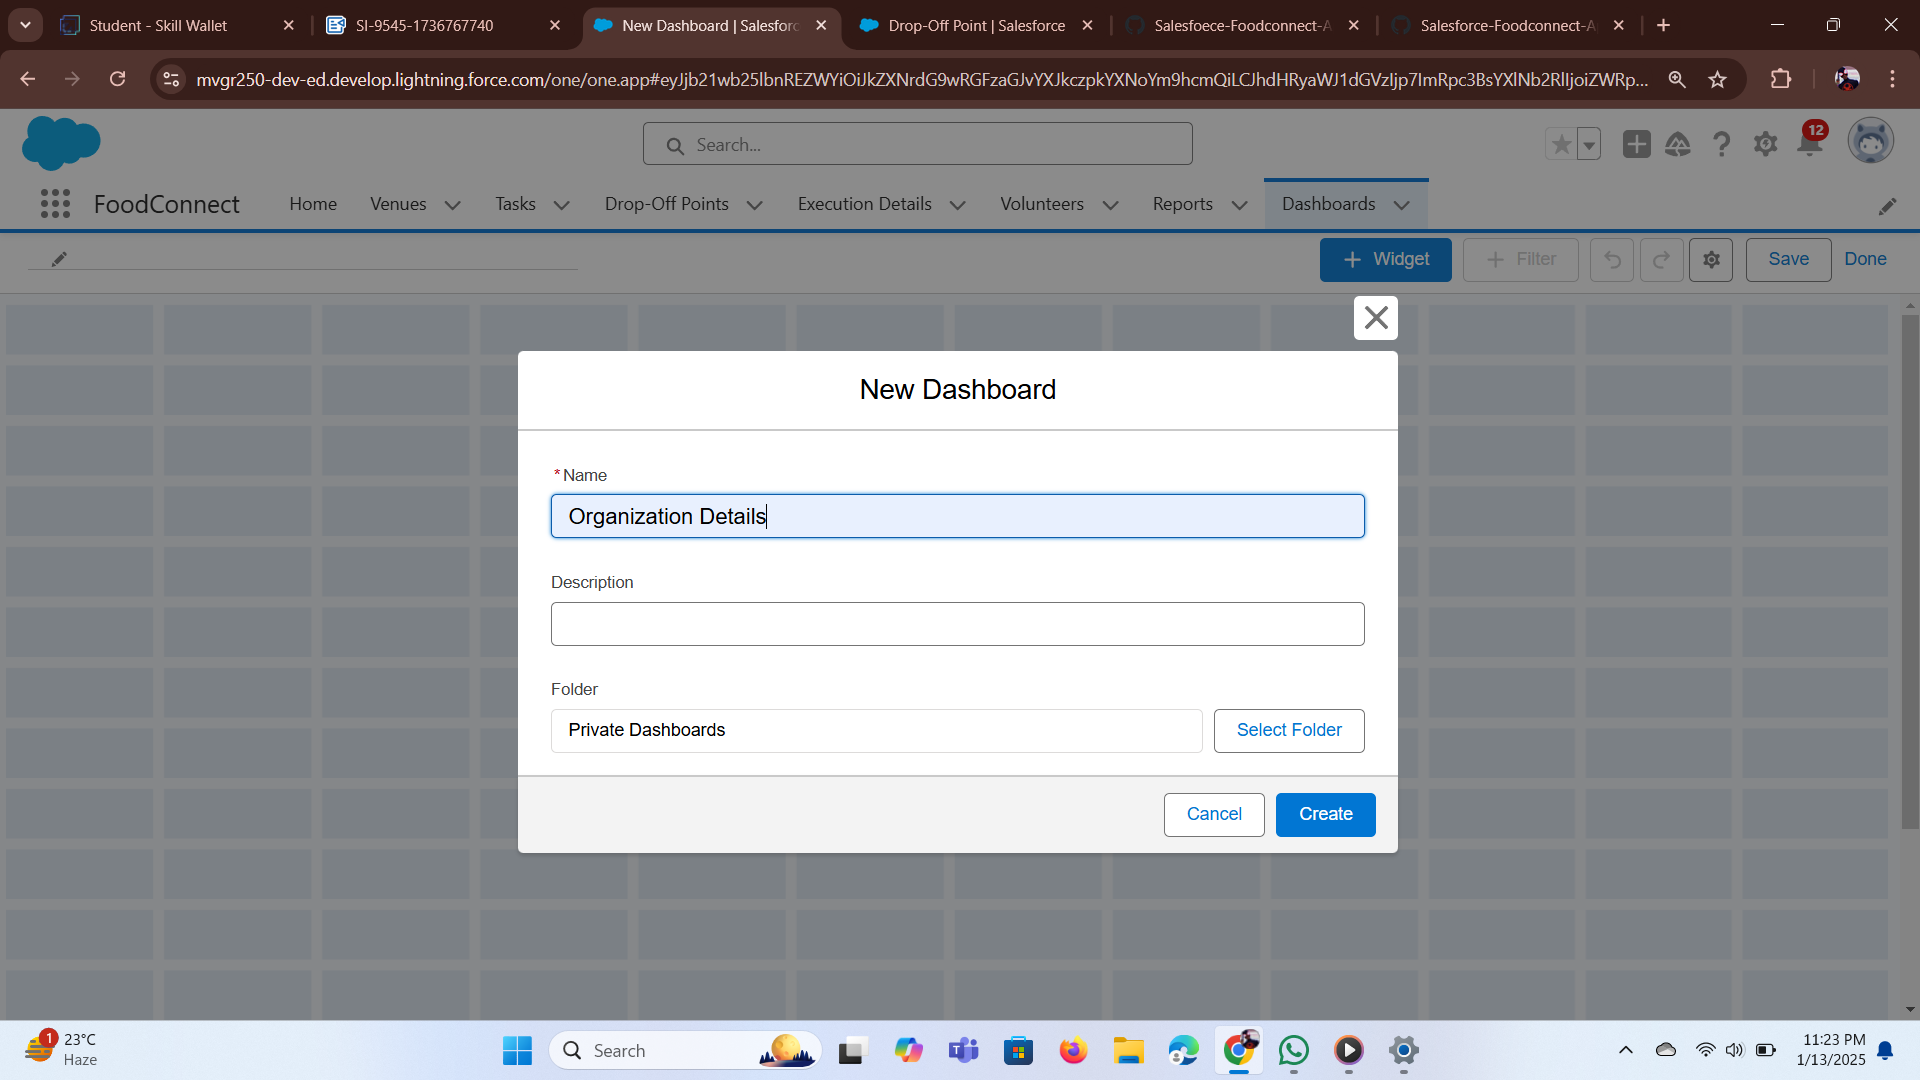 Student - Skill Wallet
SI-9545-1736767740
New Dashboard | Salesforc
Drop-Off Point | Salesforce
Salesfoece-Foodconnect-A
Salesforce-Foodconnect-A
mvgr250-dev-ed.develop.lightning.force.com/one/one.app#eyJjb21wb25lbnREZWYiOiJkZXNrdG9wRGFzaGJvYXJkczpkYXNoYm9hcmQiLCJhdHRyaWJ1dGVzIjp7ImRpc3BsYXlNb2RlIjoiZWRp...
Search...
12
FoodConnect
Home
Venues
Tasks
Drop-Off Points
Execution Details
Volunteers
Reports
Dashboards
+ Widget
+ Filter
Save
Done
New Dashboard
*Name
Organization Details
Description
Folder
Private Dashboards
Select Folder
Cancel
Create
1
23°C
Haze
Search
11:23 PM
1/13/2025